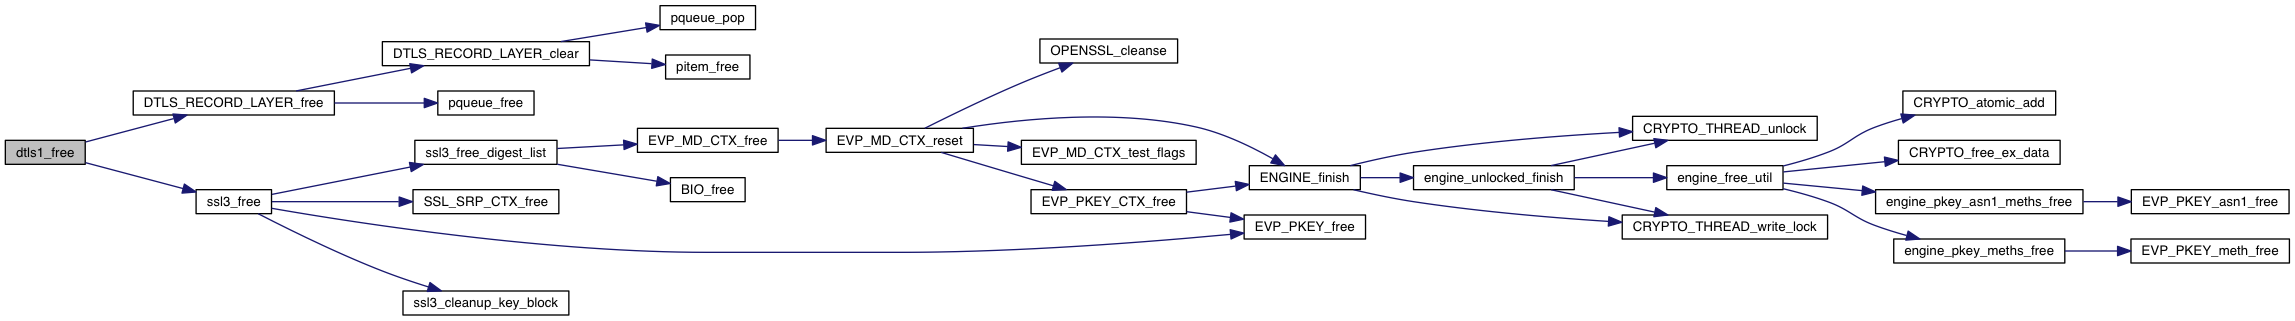 dtls1_free
DTLS_RECORD_LAYER_free
ssl3_free
DTLS_RECORD_LAYER_clear
pqueue_free
ssl3_free_digest_list
SSL_SRP_CTX_free
ssl3_cleanup_key_block
pqueue_pop
pitem_free
EVP_MD_CTX_free
BIO_free
EVP_MD_CTX_reset
OPENSSL_cleanse
EVP_MD_CTX_test_flags
EVP_PKEY_CTX_free
ENGINE_finish
EVP_PKEY_free
engine_unlocked_finish
CRYPTO_THREAD_unlock
engine_free_util
CRYPTO_THREAD_write_lock
CRYPTO_atomic_add
CRYPTO_free_ex_data
engine_pkey_asn1_meths_free
engine_pkey_meths_free
EVP_PKEY_asn1_free
EVP_PKEY_meth_free